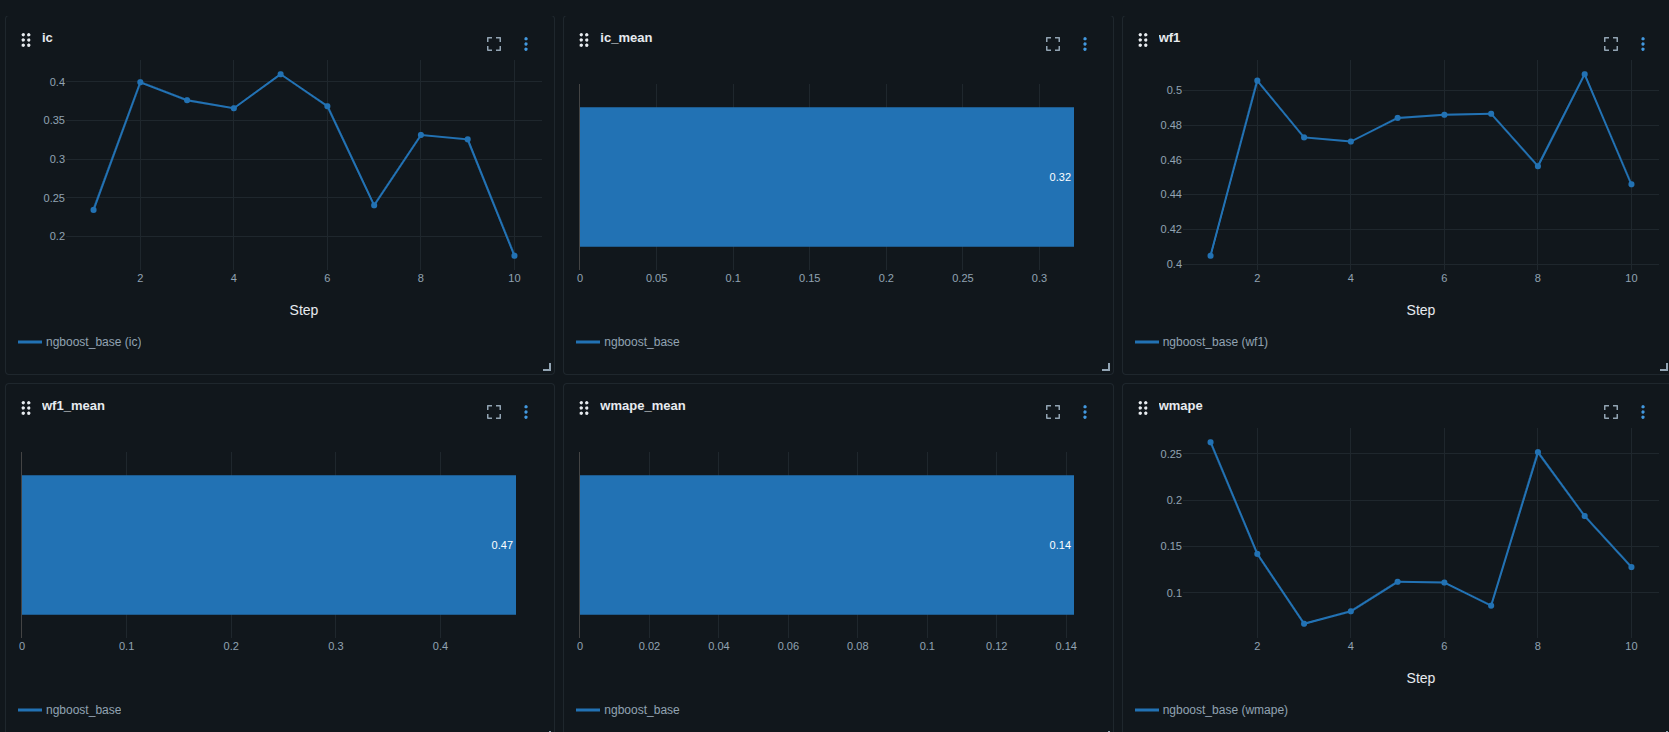 ic
0.4
0.35
0.3
0.25
0.2
2 4 6 8 10
Step
ngboost_base (ic)
ic_mean
0.32
0 0.05 0.1 0.15 0.2 0.25 0.3
ngboost_base
wf1
0.5
0.48
0.46
0.44
0.42
0.4
2 4 6 8 10
Step
ngboost_base (wf1)
wf1_mean
0.47
0 0.1 0.2 0.3 0.4
ngboost_base
wmape_mean
0.14
0 0.02 0.04 0.06 0.08 0.1 0.12 0.14
ngboost_base
wmape
0.25
0.2
0.15
0.1
2 4 6 8 10
Step
ngboost_base (wmape)